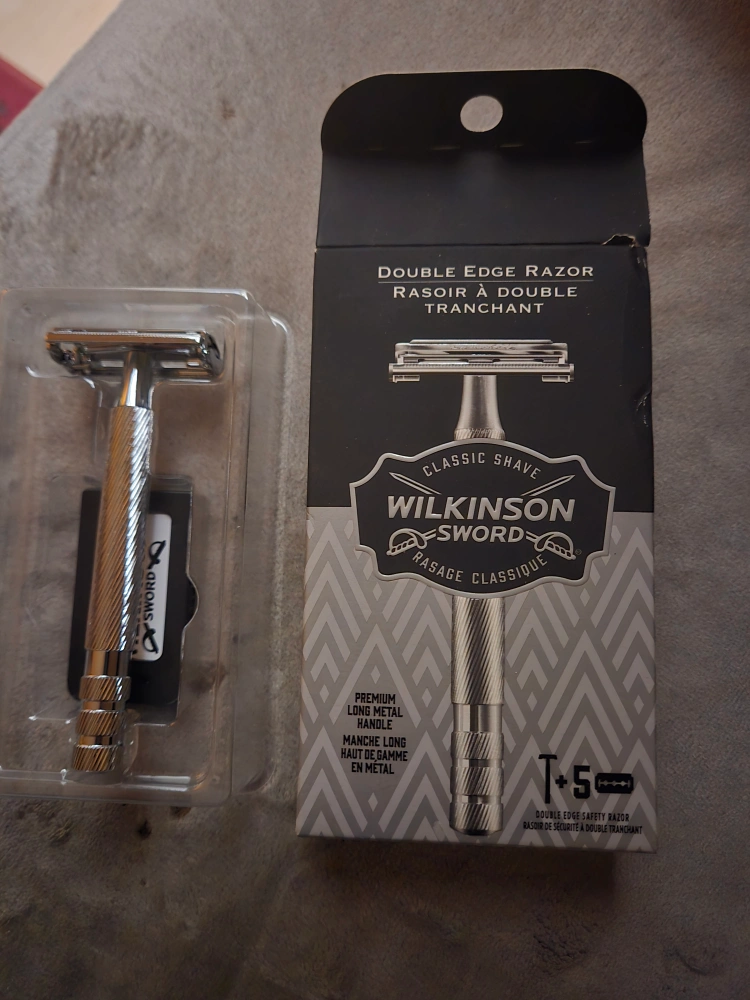 DOUBLE EDGE RAZOR
RASOIR À DOUBLE
TRANCHANT
CLASSIC SHAVE
WILKINSON
SWORD
RASAGE CLASSIQUE
PREMIUM
LONG METAL
HANDLE
MANCHE LONG
HAUT DE GAMME
EN MÉTAL
+5
DOUBLE EDGE SAFETY RAZOR
RASOIR DE SÉCURITÉ À DOUBLE TRANCHANT
SWORD